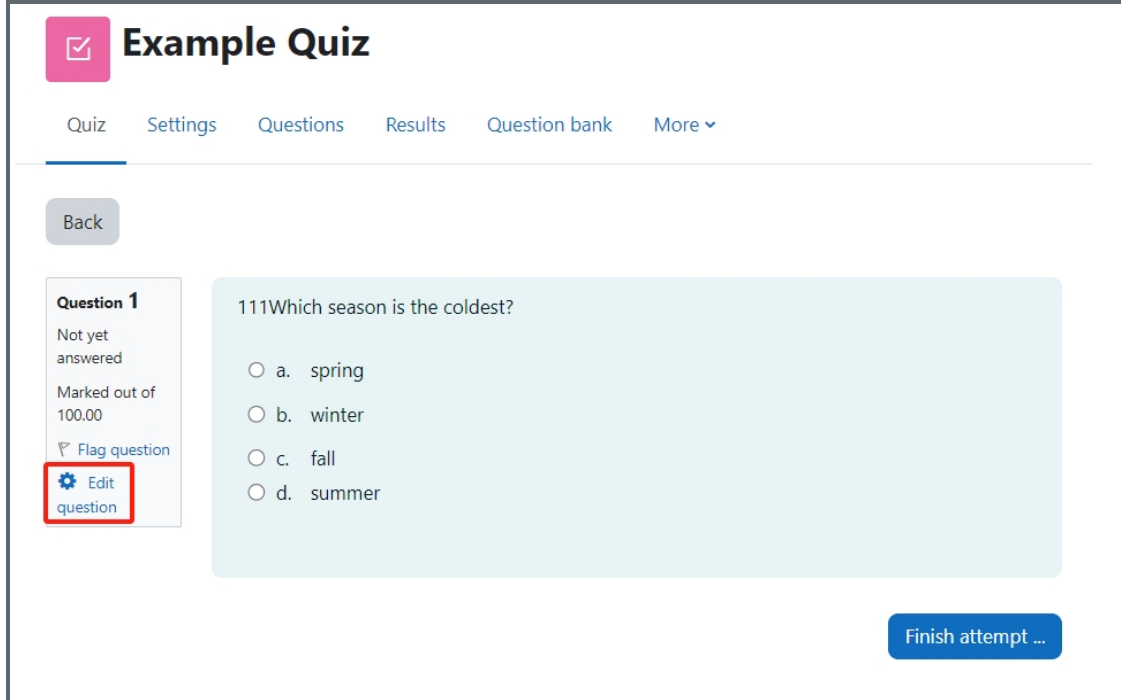 Example Quiz
Quiz Settings Questions Results Question bank More
Back
Question 1
Not yet
answered
Marked out of
100.00
Flag question
Edit
question
111Which season is the coldest?
a. spring
b. winter
c. fall
d. summer
Finish attempt ...